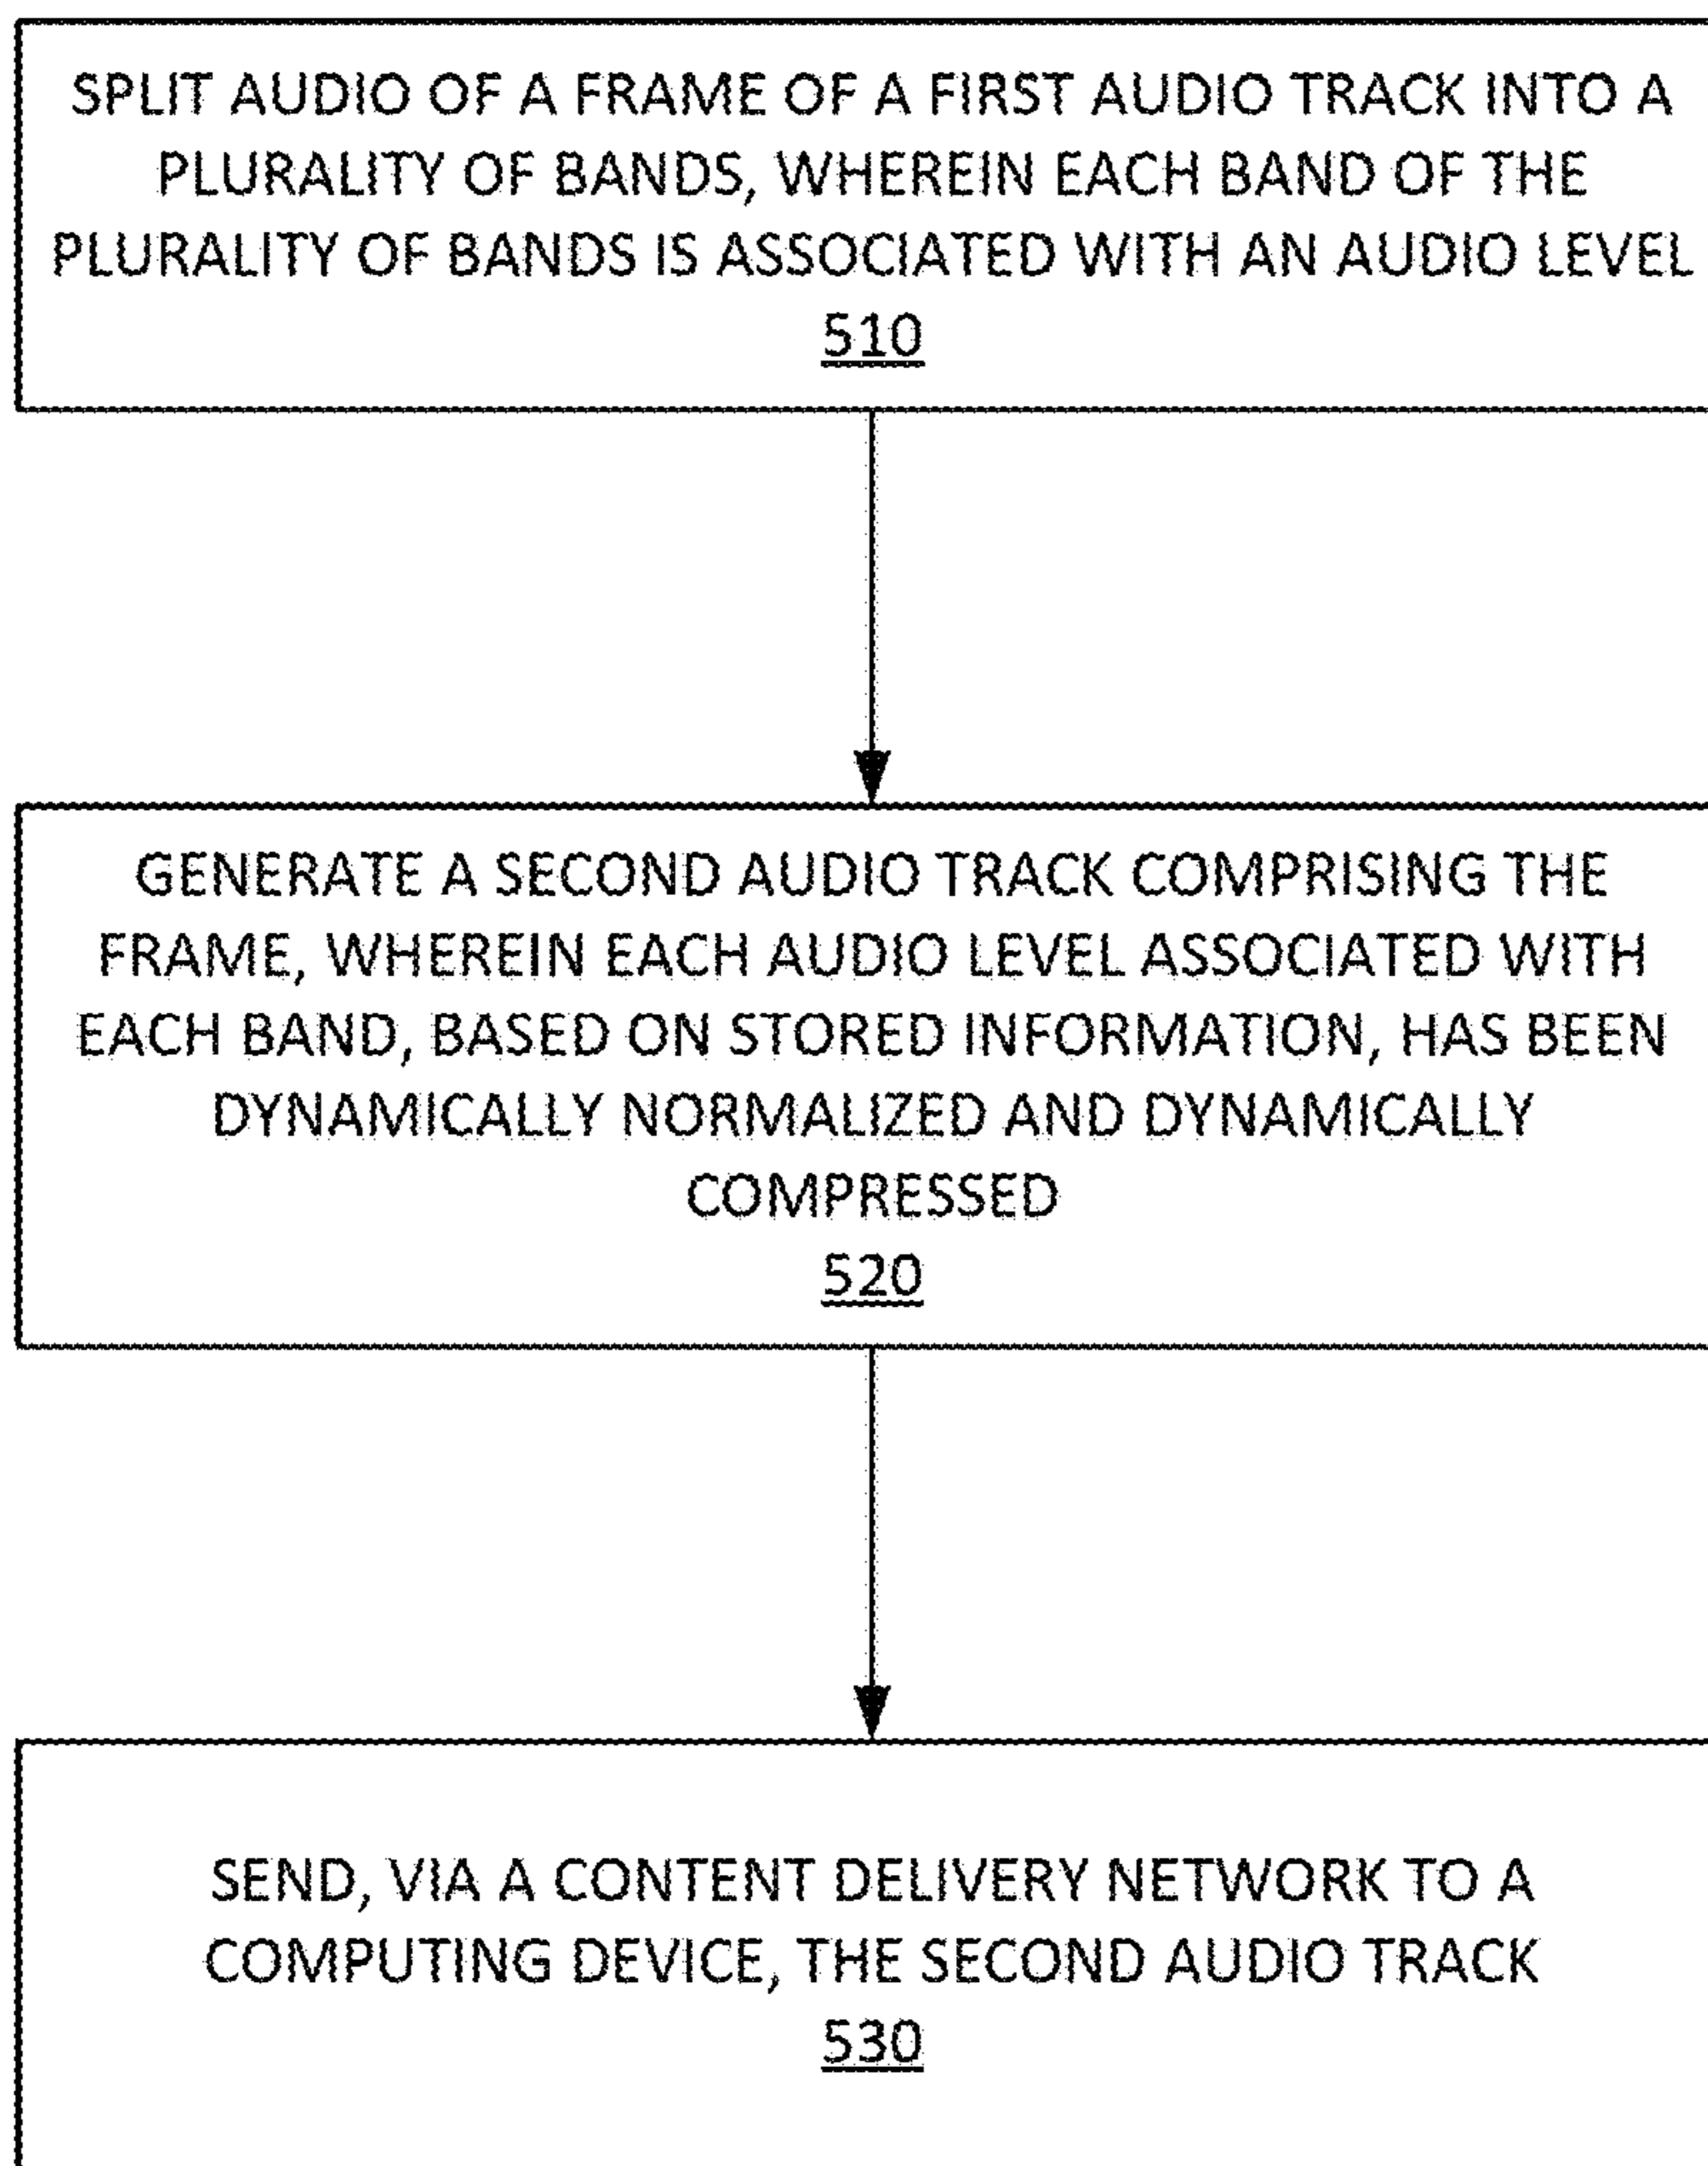 SPLIT AUDIO OF A FRAME OF A FIRST AUDIO TRACK INTO A
PLURALITY OF BANDS, WHEREIN EACH BAND OF THE
PLURALITY OF BANDS IS ASSOCIATED WITH AN AUDIO LEVEL
510
GENERATE A SECOND AUDIO TRACK COMPRISING THE
FRAME, WHEREIN EACH AUDIO LEVEL ASSOCIATED WITH
EACH BAND, BASED ON STORED INFORMATION, HAS BEEN
DYNAMICALLY NORMALIZED AND DYNAMICALLY
COMPRESSED
520
SEND, VIA A CONTENT DELIVERY NETWORK TO A
COMPUTING DEVICE, THE SECOND AUDIO TRACK
530